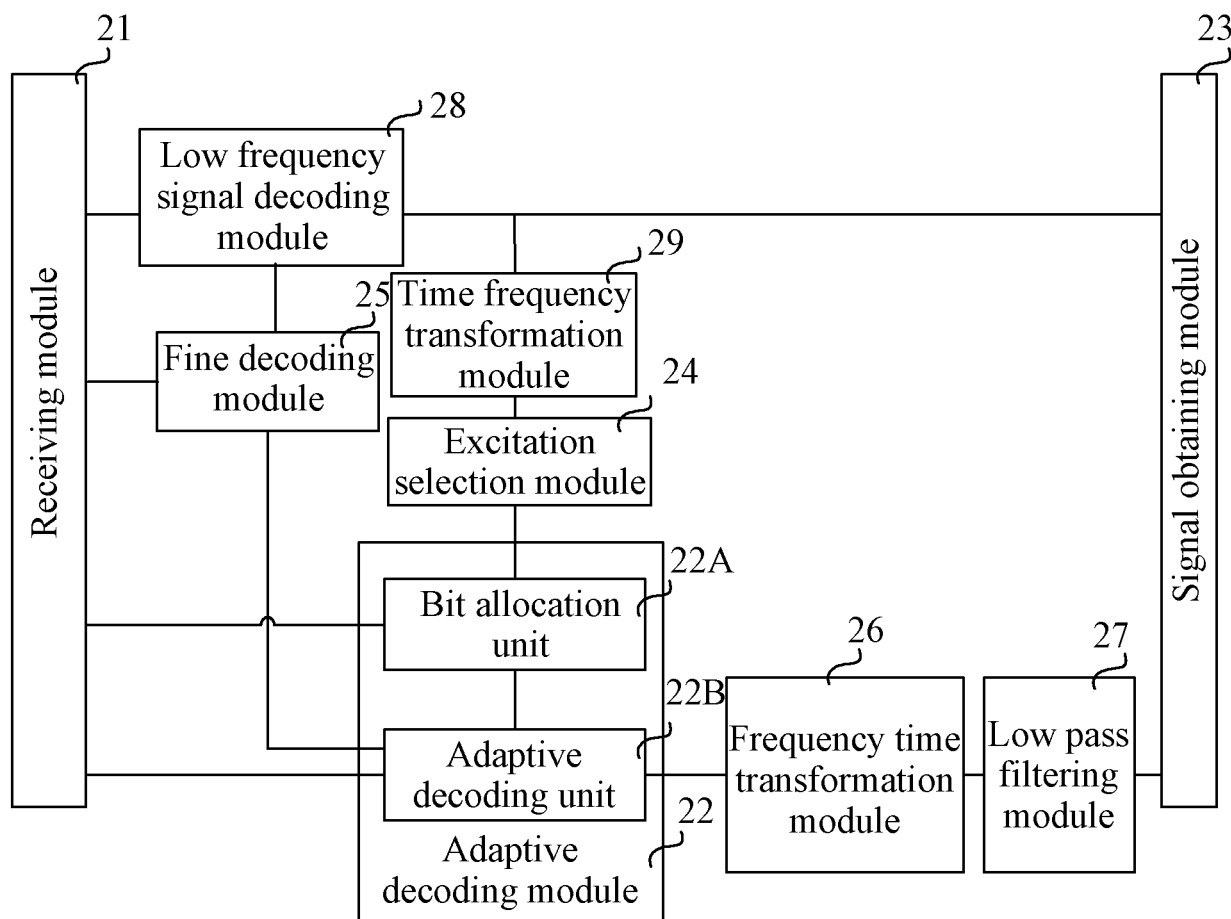 21
23
28
Low frequency
signal decoding
module
29
Time frequency
transformation
module
25
Fine decoding
module
24
Excitation
selection module
Receiving module
Signal obtaining module
22A
Bit allocation
unit
22B
Adaptive
decoding unit
22
Adaptive
decoding module
26
Frequency time
transformation
module
27
Low pass
filtering
module